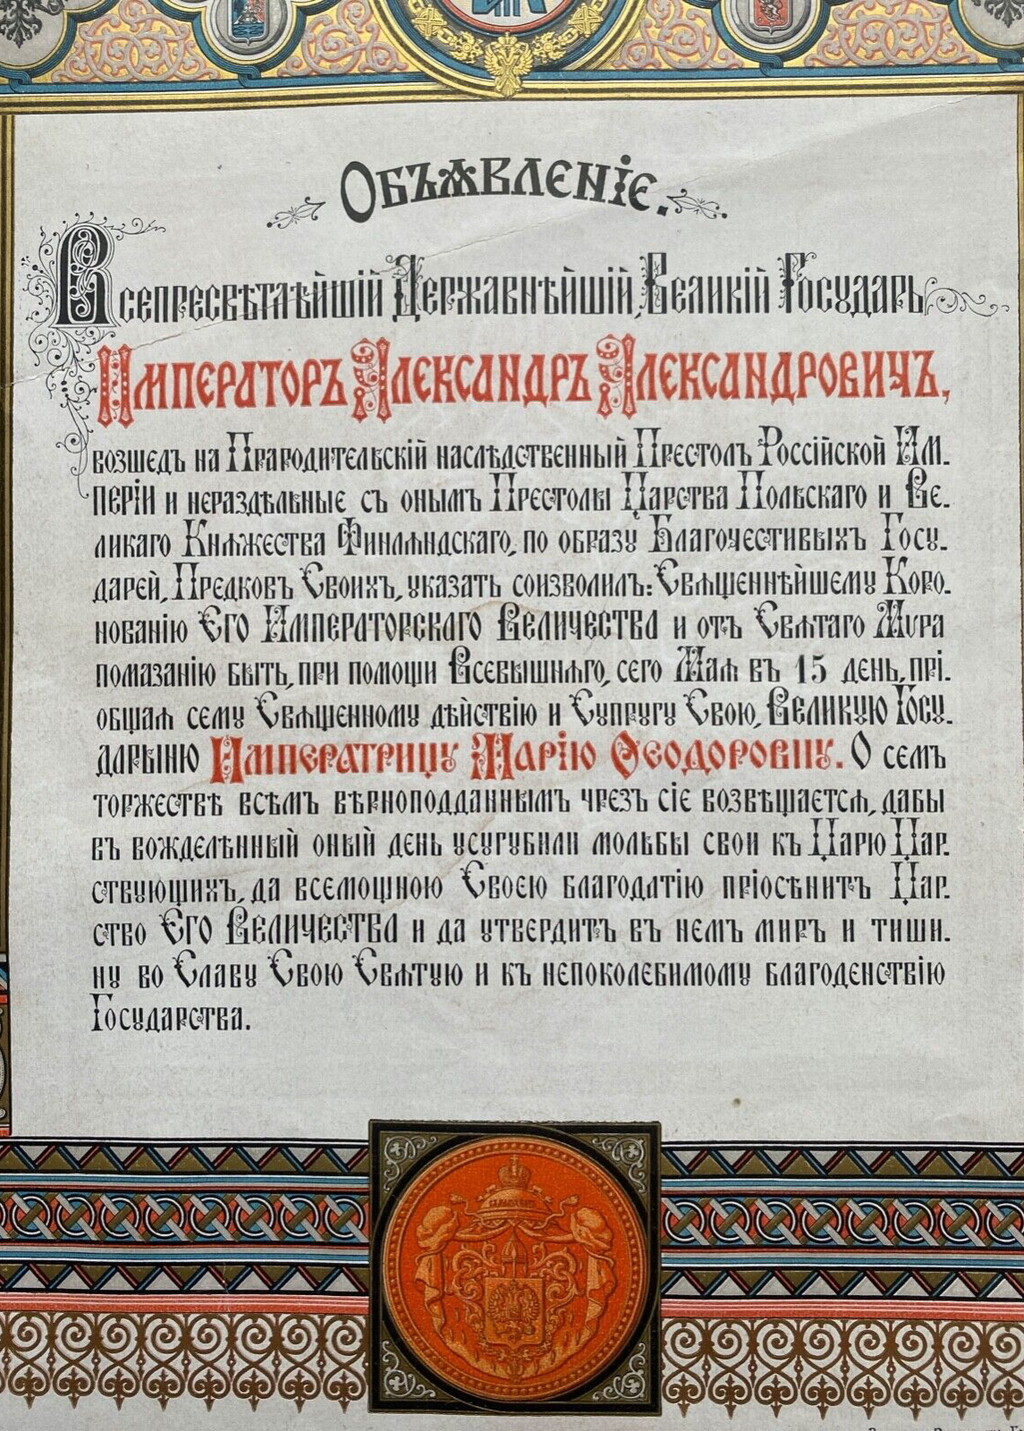 Объѧвленіе.
Всепресвѣтлѣйшій Державнѣйшій, Великій Государь
Императоръ Александръ Александровичъ,
возшедъ на Прародительскій наслѣдственный Престолъ Россійской Им-
періи и нераздѣльные съ онымъ Престолы Царства Польскаго и Ве-
ликаго Княжества Финляндскаго, по образу Благочестивыхъ Госу-
дарей, Предковъ Своихъ, указать соизволилъ: Священнѣйшему Коро-
нованію Его Императорскаго Величества и отъ Святаго Мѵра
помазанію быть, при помощи Всевышняго, сего Мая въ 15 день, прі-
общая сему Священному дѣйствію и Супругу Свою, Великую Госу-
дарыню Императрицу Марію Ѳеодоровну. О семъ
торжествѣ всѣмъ вѣрноподданнымъ чрезъ сіе возвѣщается, дабы
въ вожделѣнный оный день усугубили мольбы свои къ Царю Цар-
ствующихъ, да всемощною Своею благодатію пріосѣнитъ Цар-
ство Его Величества и да утвердитъ въ немъ миръ и тиши-
ну во Славу Свою Святую и къ непоколебимому благоденствію
Государства.